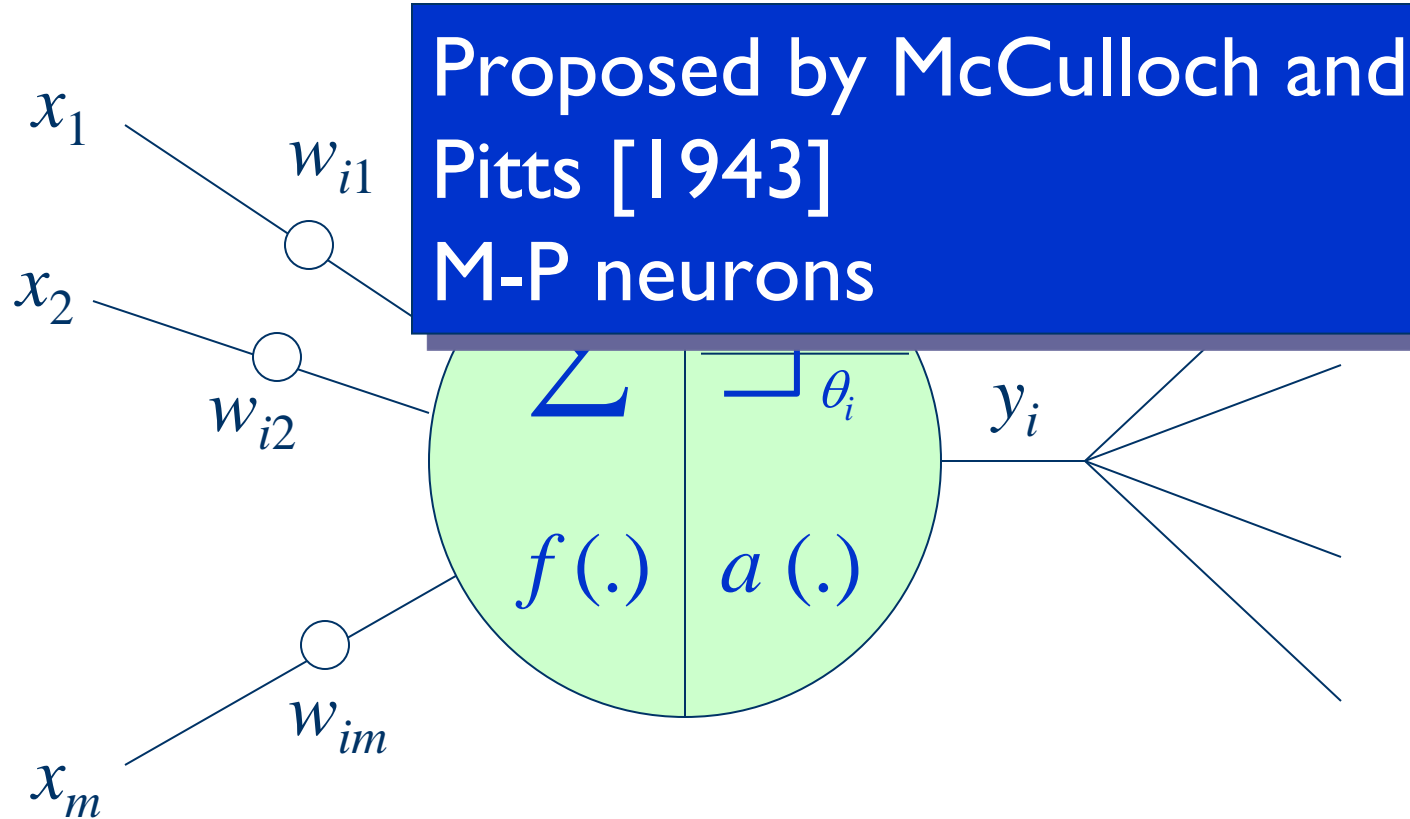 Proposed by McCulloch and
Pitts [1943]
M-P neurons
x₁
wᵢ₁
x₂
wᵢ₂
∑
θᵢ
yᵢ
f (.)
a (.)
wᵢₘ
xₘ